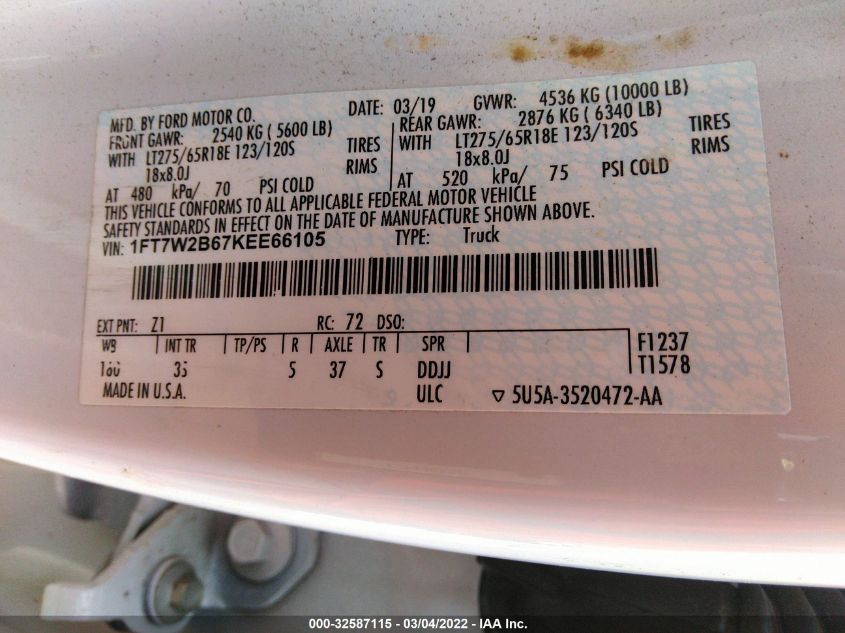 MFD. BY FORD MOTOR CO. DATE: 03/19 GVWR: 4536 KG (10000 LB)
FRONT GAWR: 2540 KG ( 5600 LB) REAR GAWR: 2876 KG ( 6340 LB)
WITH LT275/65R18E 123/120S TIRES WITH LT275/65R18E 123/120S TIRES
18x8.0J RIMS 18x8.0J RIMS
AT 480 kPa/ 70 PSI COLD AT 520 kPa/ 75 PSI COLD
THIS VEHICLE CONFORMS TO ALL APPLICABLE FEDERAL MOTOR VEHICLE
SAFETY STANDARDS IN EFFECT ON THE DATE OF MANUFACTURE SHOWN ABOVE.
VIN: 1FT7W2B67KEE66105 TYPE: Truck
EXT PNT: Z1 RC: 72 DSO:
WB INT TR TP/PS R AXLE TR SPR F1237
5 37 S DDJJ T1578
MADE IN U.S.A. ULC ▽ 5U5A-3520472-AA
000-32587115 - 03/04/2022 - IAA Inc.